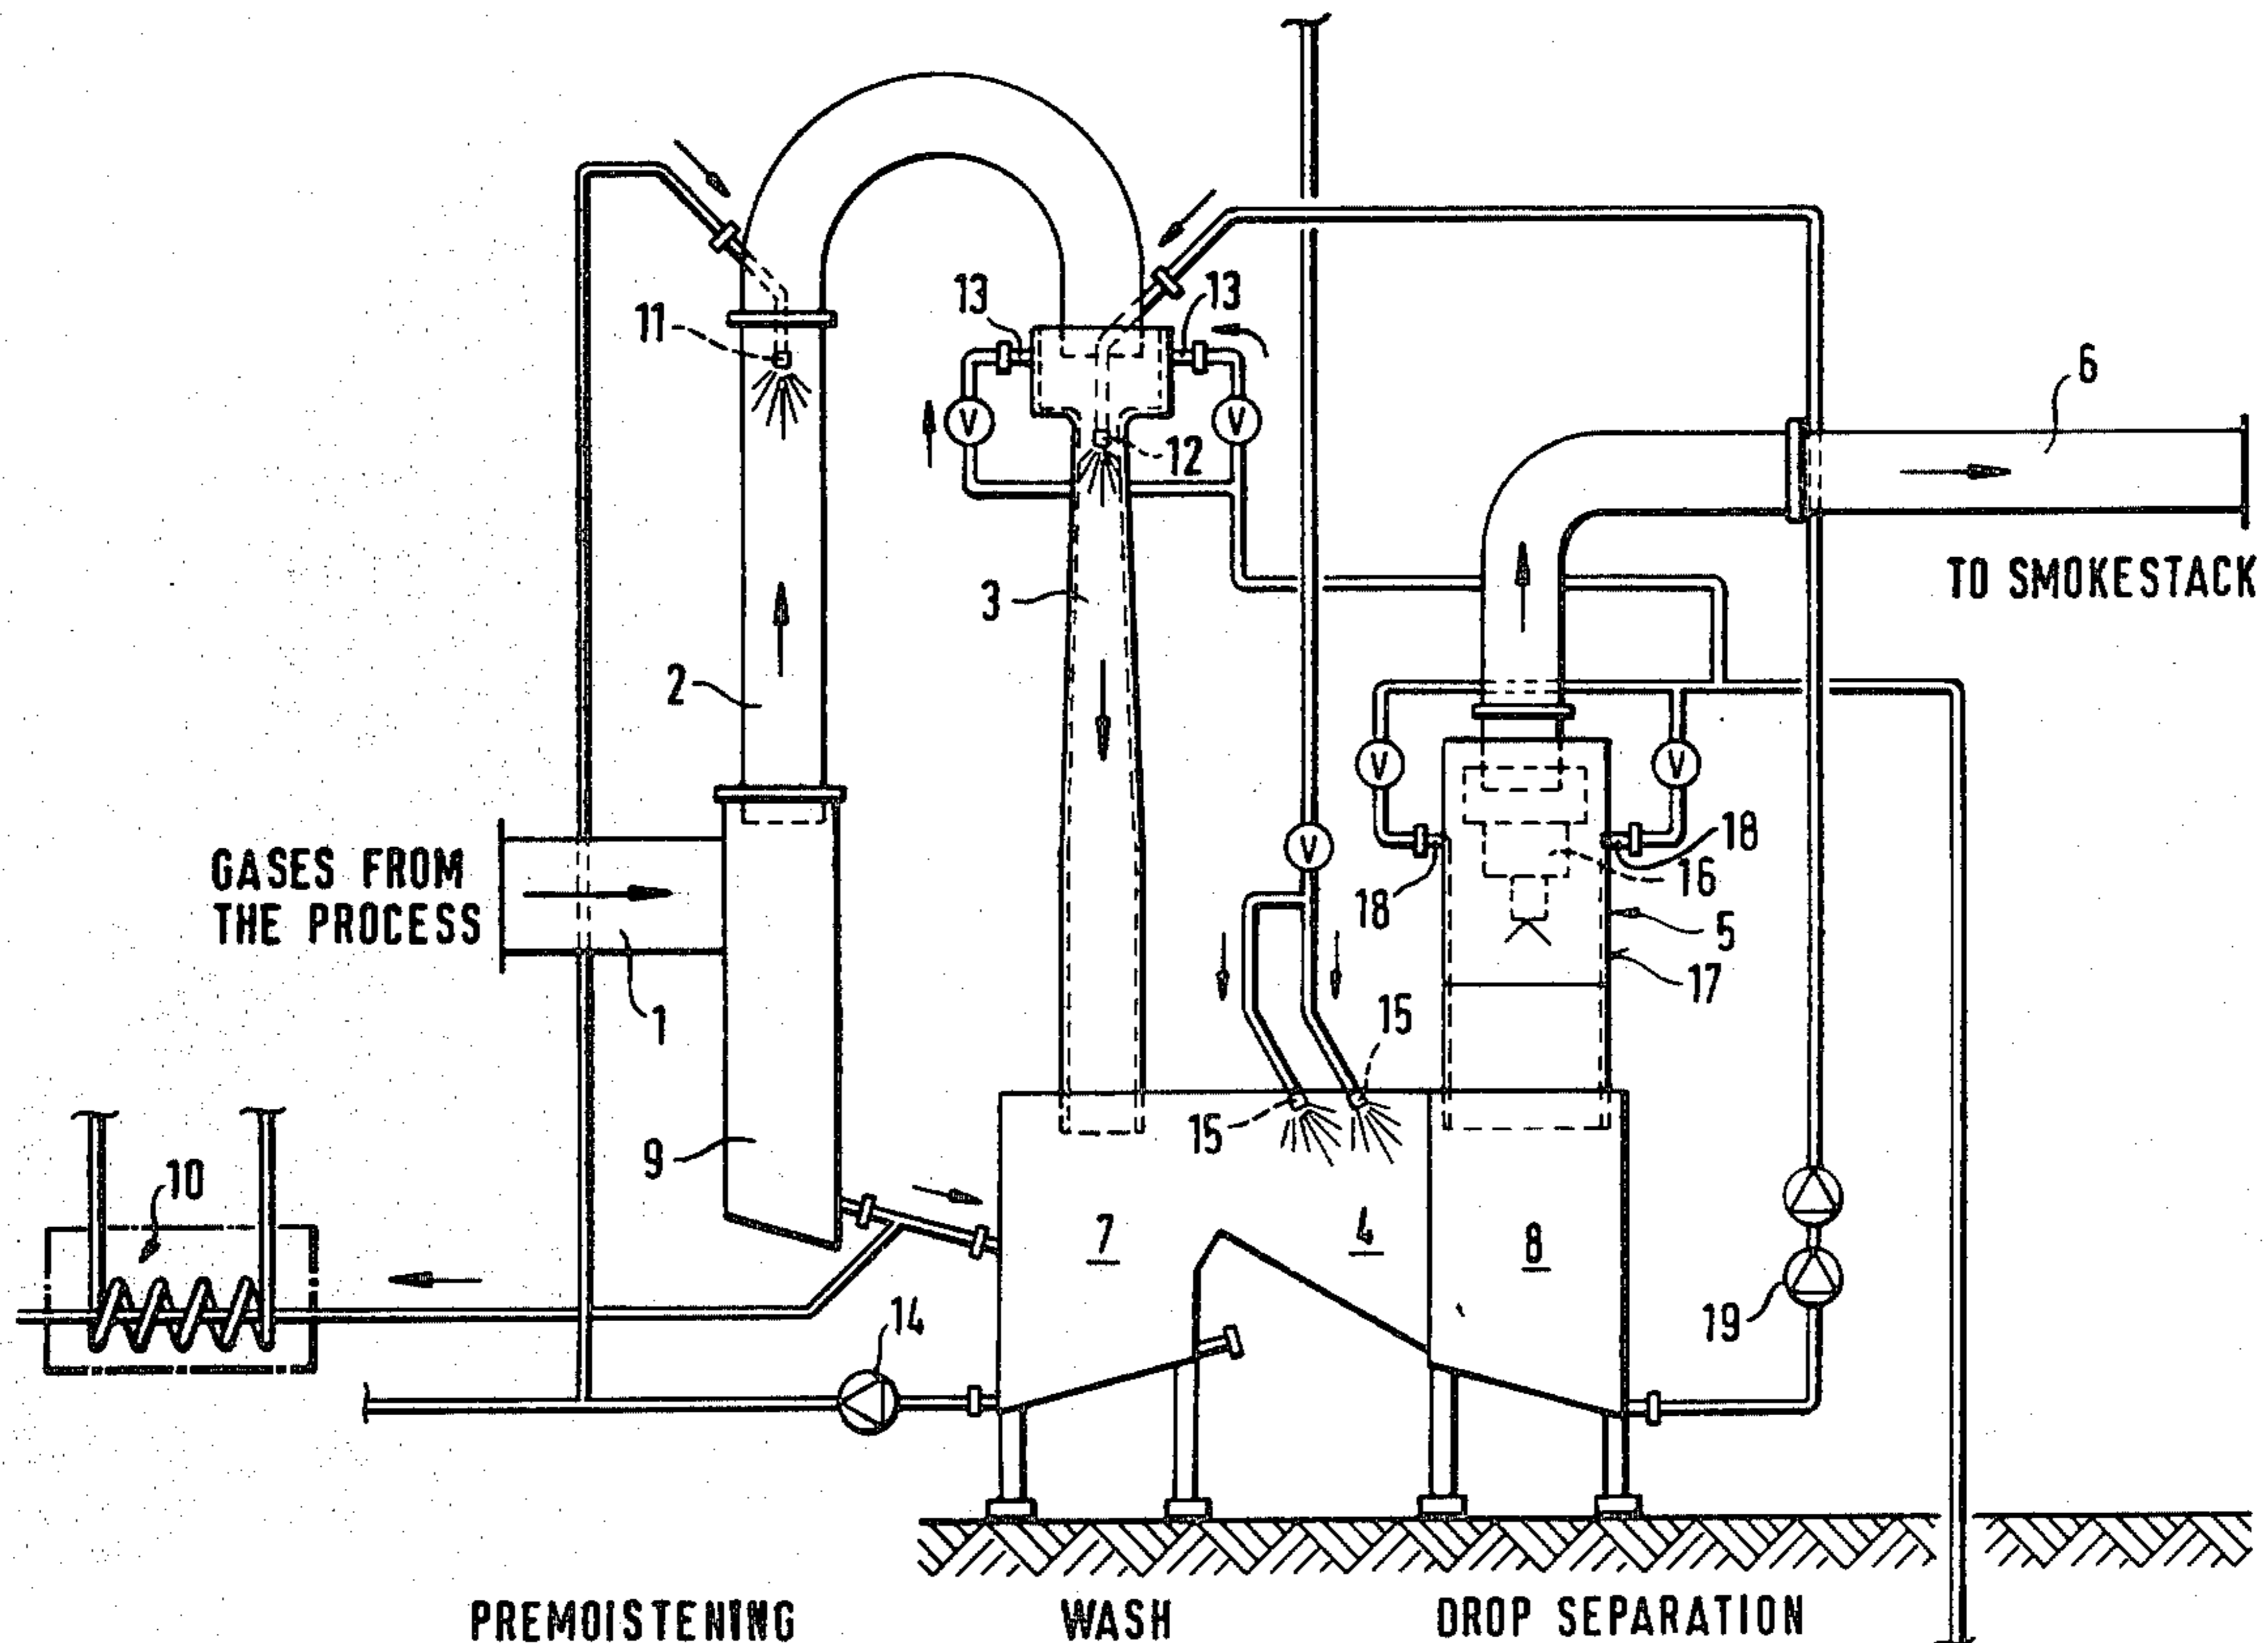 13
13
11
V
V
12
6
TO SMOKESTACK
3
2
V
V
V
18
18
16
GASES FROM
THE PROCESS
5
17
1
15
15
9
10
7
4
8
14
19
PREMOISTENING
WASH
DROP SEPARATION